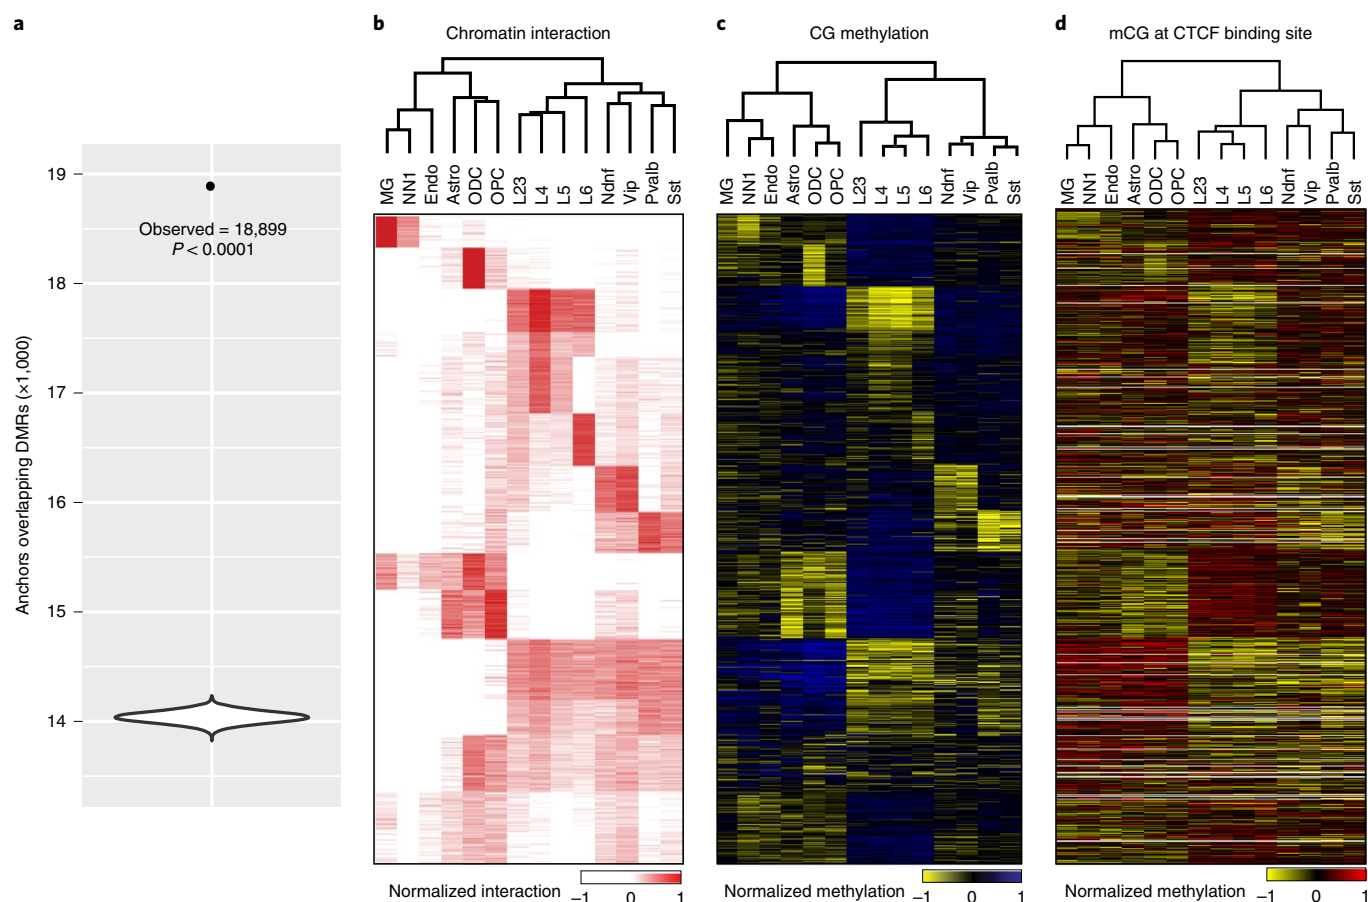 a
Anchors overlapping DMRs (×1,000)
19
18
17
16
15
14
Observed = 18,899
P < 0.0001
b
Chromatin interaction
MG NN1 Endo Astro ODC OPC L23 L4 L5 L6 Ndnf Vip Pvalb Sst
Normalized interaction
−1 0 1
c
CG methylation
MG NN1 Endo Astro ODC OPC L23 L4 L5 L6 Ndnf Vip Pvalb Sst
Normalized methylation
−1 0 1
d
mCG at CTCF binding site
MG NN1 Endo Astro ODC OPC L23 L4 L5 L6 Ndnf Vip Pvalb Sst
Normalized methylation
−1 0 1